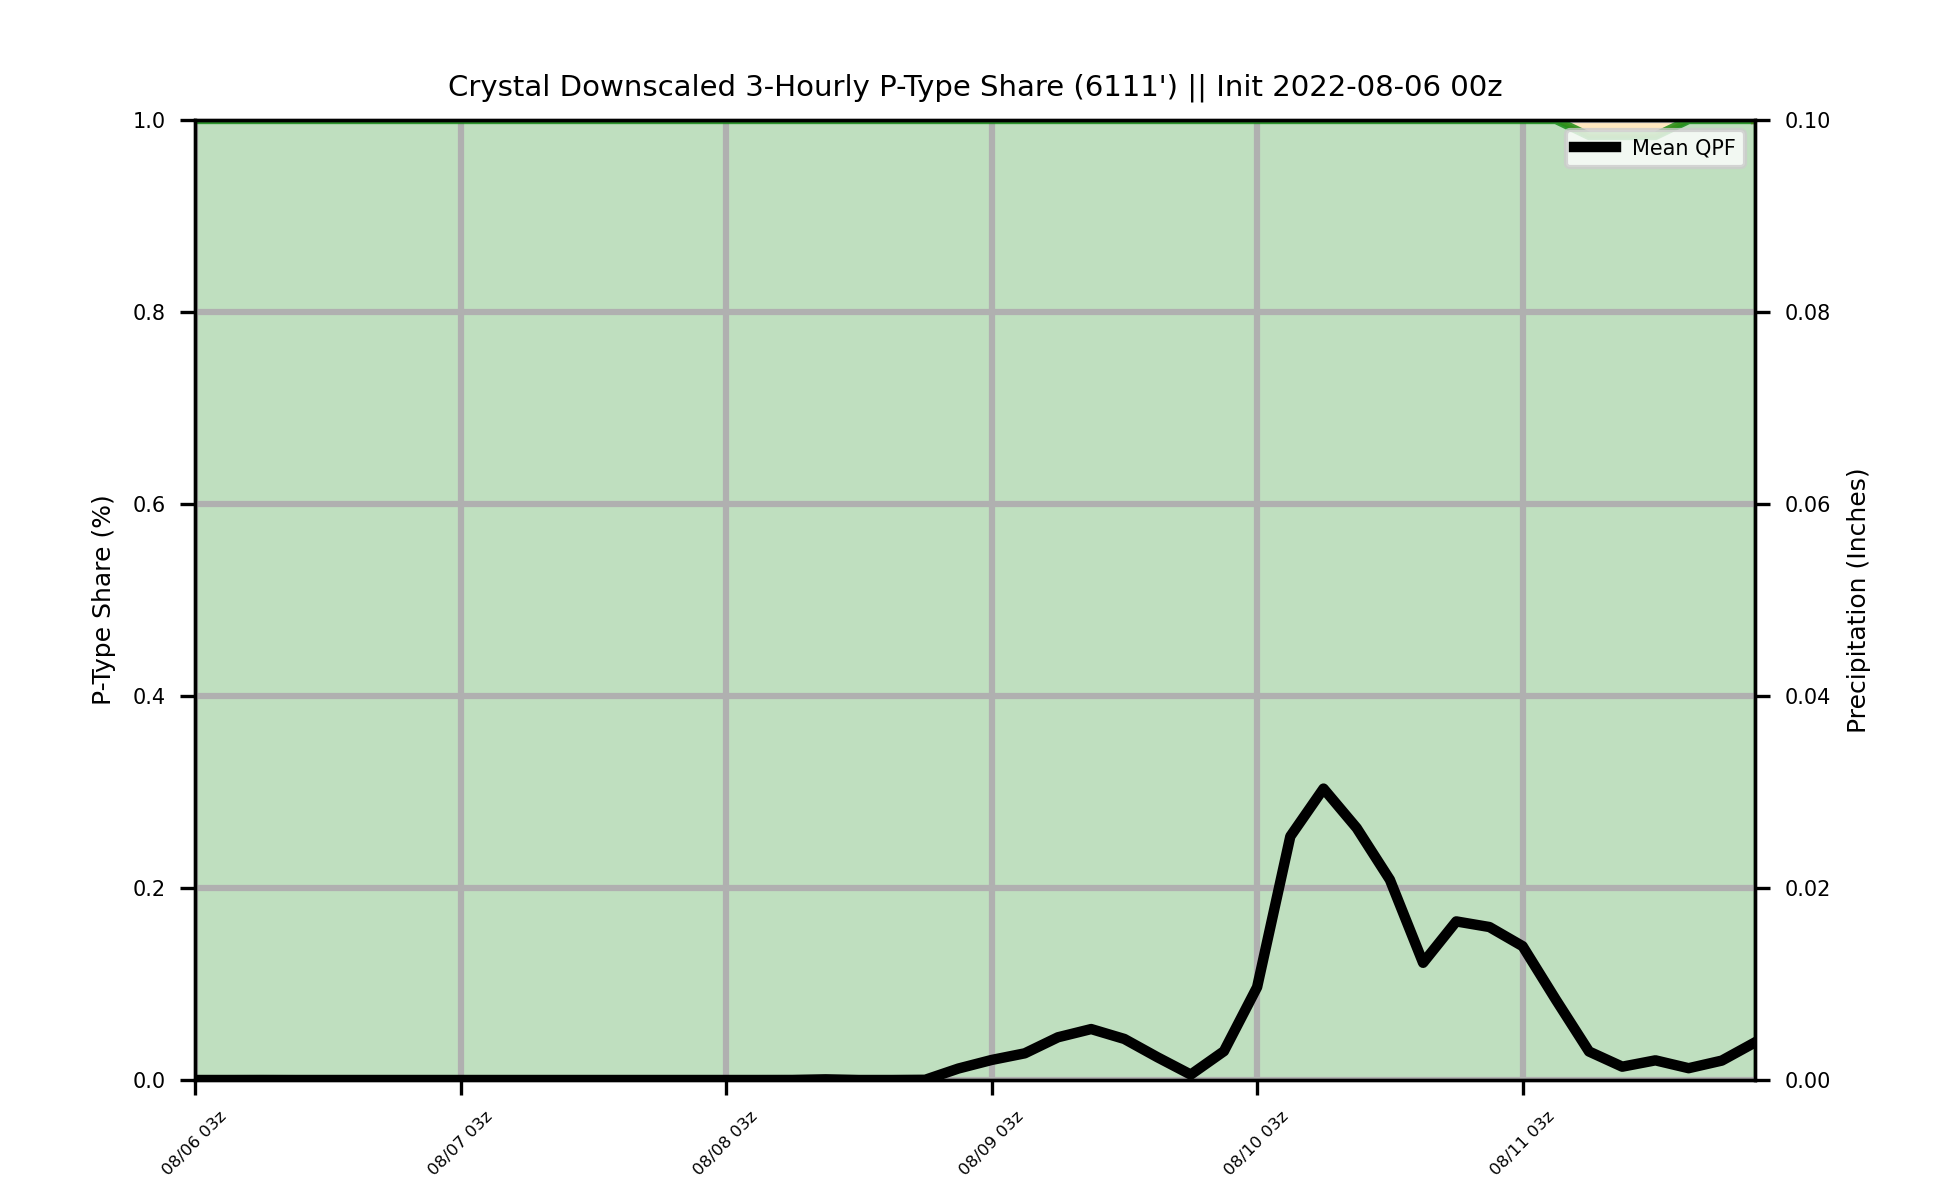 Crystal Downscaled 3-Hourly P-Type Share (6111') || Init 2022-08-06 00z
1.0
0.8
0.6
0.4
0.2
0.0
P-Type Share (%)
Mean QPF
0.10
0.08
0.06
0.04
0.02
0.00
Precipitation (Inches)
08/06 03z
08/07 03z
08/08 03z
08/09 03z
08/10 03z
08/11 03z